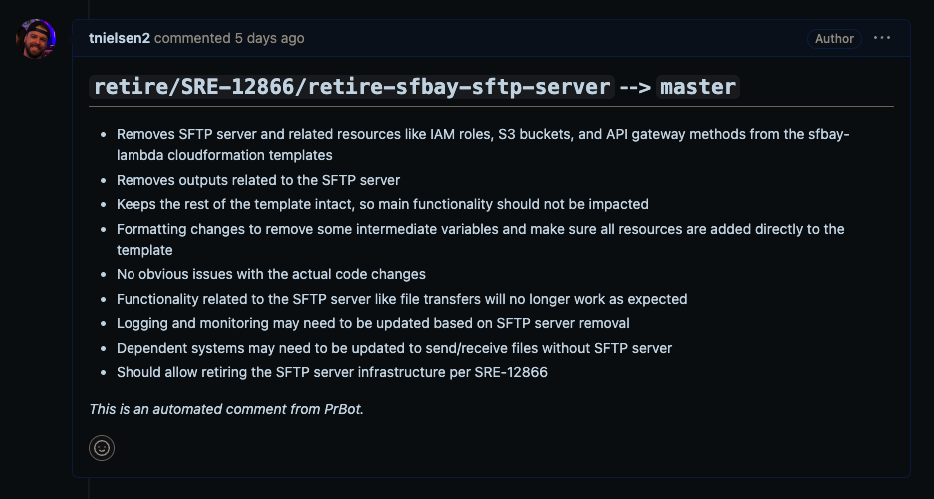 tnielsen2 commented 5 days ago Author ...
retire/SRE-12866/retire-sfbay-sftp-server --> master
• Removes SFTP server and related resources like IAM roles, S3 buckets, and API gateway methods from the sfbay-
lambda cloudformation templates
• Removes outputs related to the SFTP server
• Keeps the rest of the template intact, so main functionality should not be impacted
• Formatting changes to remove some intermediate variables and make sure all resources are added directly to the
template
• No obvious issues with the actual code changes
• Functionality related to the SFTP server like file transfers will no longer work as expected
• Logging and monitoring may need to be updated based on SFTP server removal
• Dependent systems may need to be updated to send/receive files without SFTP server
• Should allow retiring the SFTP server infrastructure per SRE-12866
This is an automated comment from PrBot.